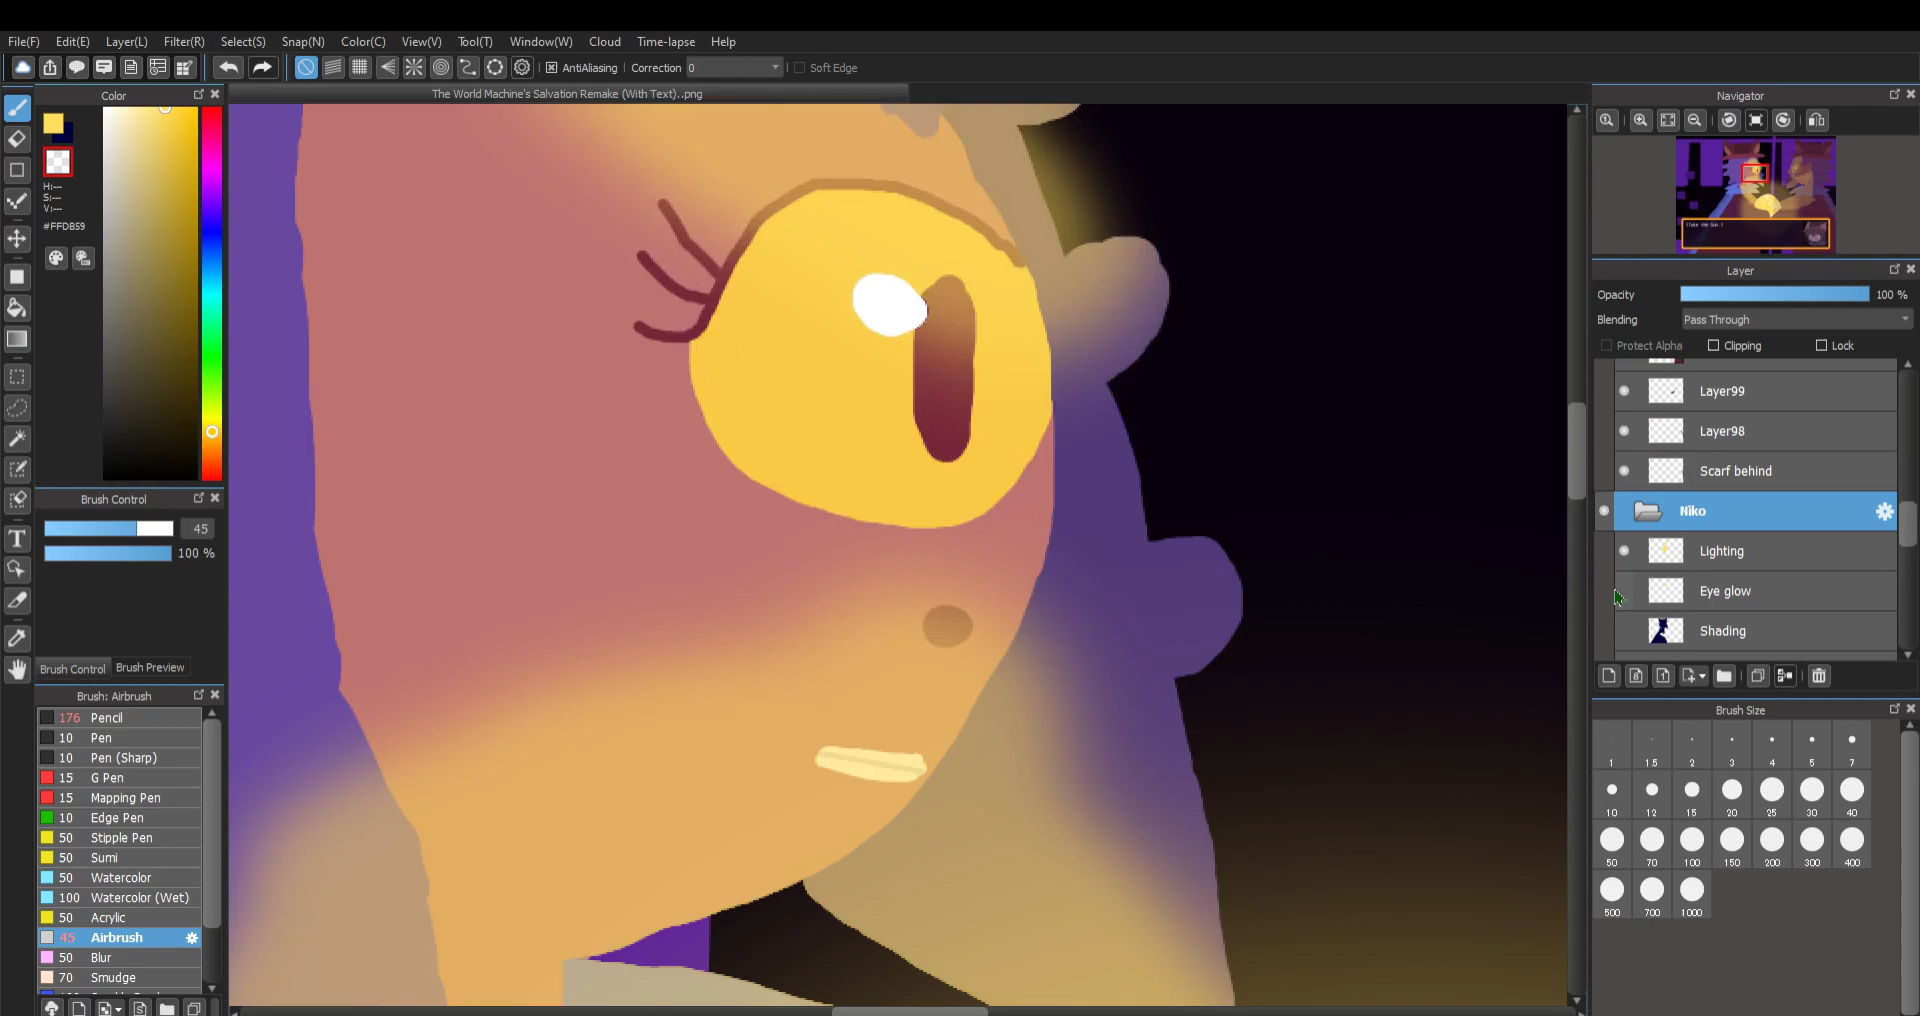 File(F) Edit(E) Layer(L) Filter(R) Select(S) Snap(N) Color(C) View(V) Tool(T) Window(W) Cloud Time-lapse Help
AntiAliasing Correction 0 Soft Edge
The World Machine's Salvation Remake (With Text)..png
Color
H:---
S:---
V:---
#FFDB59
Brush Control
45
100 %
Brush Control Brush Preview
Brush: Airbrush
176 Pencil
10 Pen
10 Pen (Sharp)
15 G Pen
15 Mapping Pen
10 Edge Pen
50 Stipple Pen
50 Sumi
50 Watercolor
100 Watercolor (Wet)
50 Acrylic
45 Airbrush
50 Blur
70 Smudge
Navigator
Layer
Opacity 100 %
Blending Pass Through
Protect Alpha Clipping Lock
Layer99
Layer98
Scarf behind
Niko
Lighting
Eye glow
Shading
Brush Size
1 1.5 2 3 4 5 7
10 12 15 20 25 30 40
50 70 100 150 200 300 400
500 700 1000